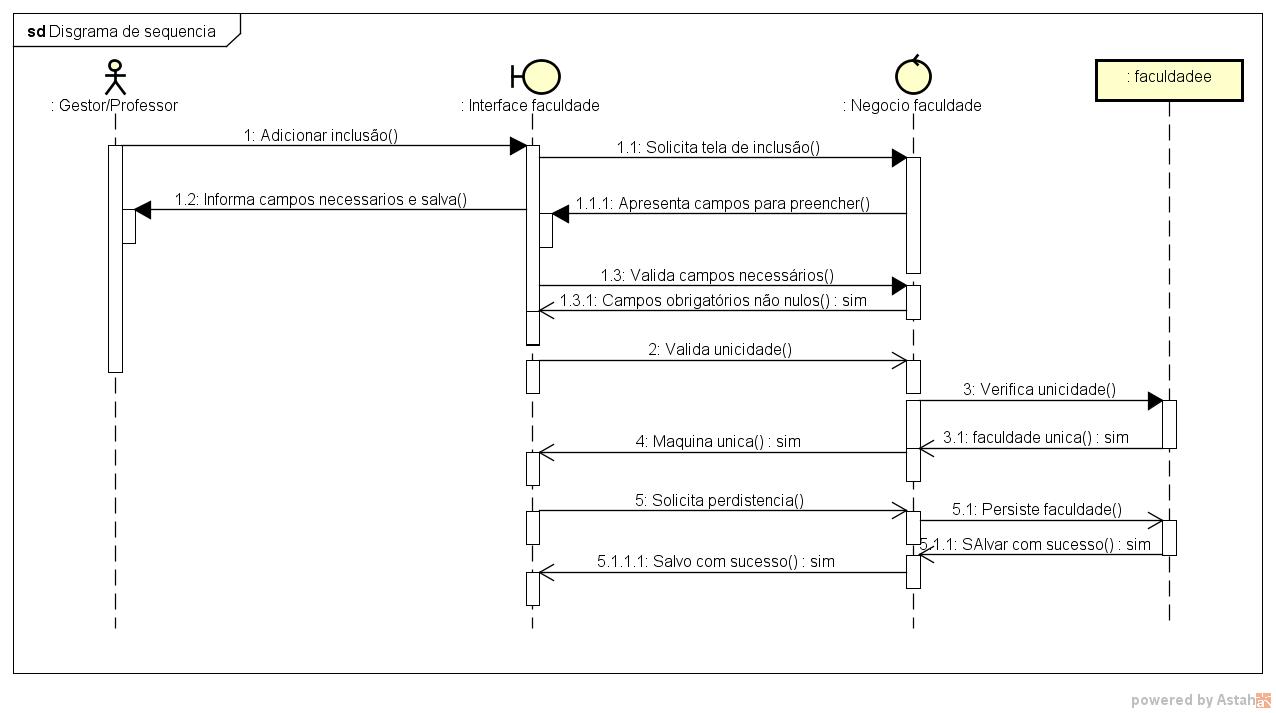 sd Disgrama de sequencia
: Gestor/Professor
: Interface faculdade
: Negocio faculdade
: faculdadee
1: Adicionar inclusão()
1.1: Solicita tela de inclusão()
1.2: Informa campos necessarios e salva()
1.1.1: Apresenta campos para preencher()
1.3: Valida campos necessários()
1.3.1: Campos obrigatórios não nulos() : sim
2: Valida unicidade()
3: Verifica unicidade()
4: Maquina unica() : sim
3.1: faculdade unica() : sim
5: Solicita perdistencia()
5.1: Persiste faculdade()
5.1.1: SAlvar com sucesso() : sim
5.1.1.1: Salvo com sucesso() : sim
powered by Astah